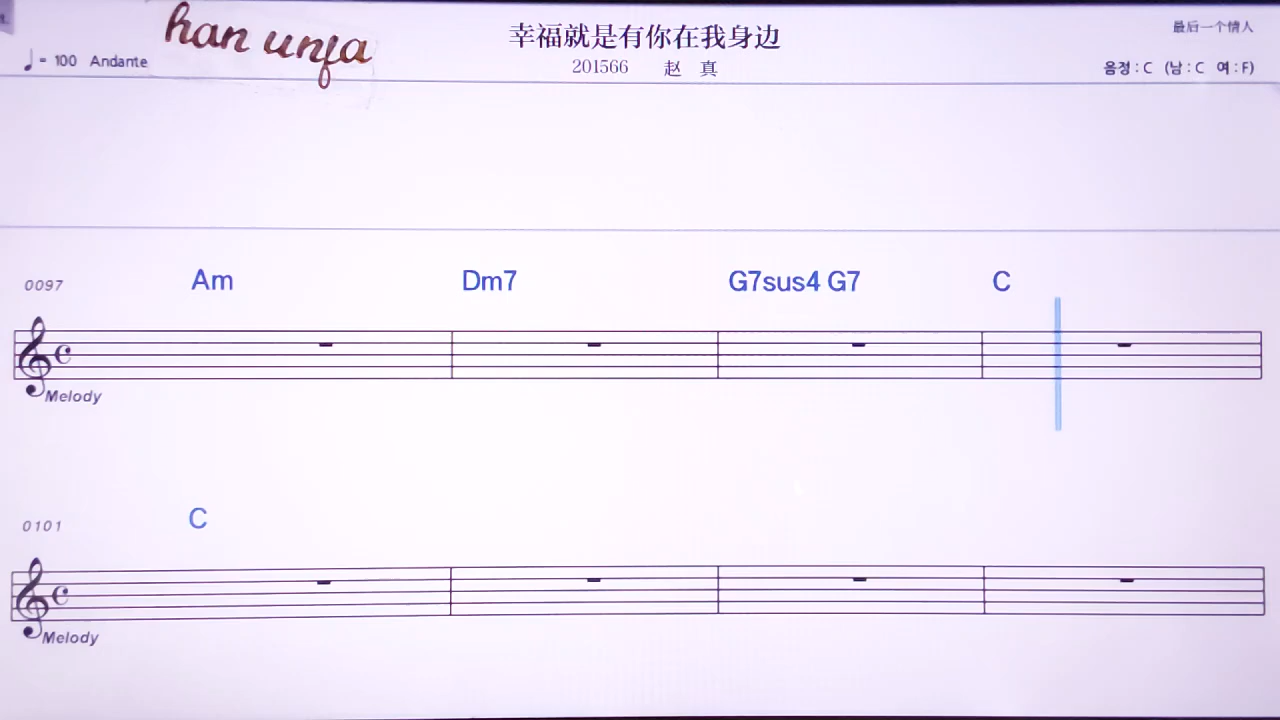 han unfa
幸福就是有你在我身边
最后一个情人
♩= 100 Andante
201566 赵 真
음정 : C (남 : C 여 : F)
0097 Am Dm7 G7sus4 G7 C
Melody
0101 C
Melody